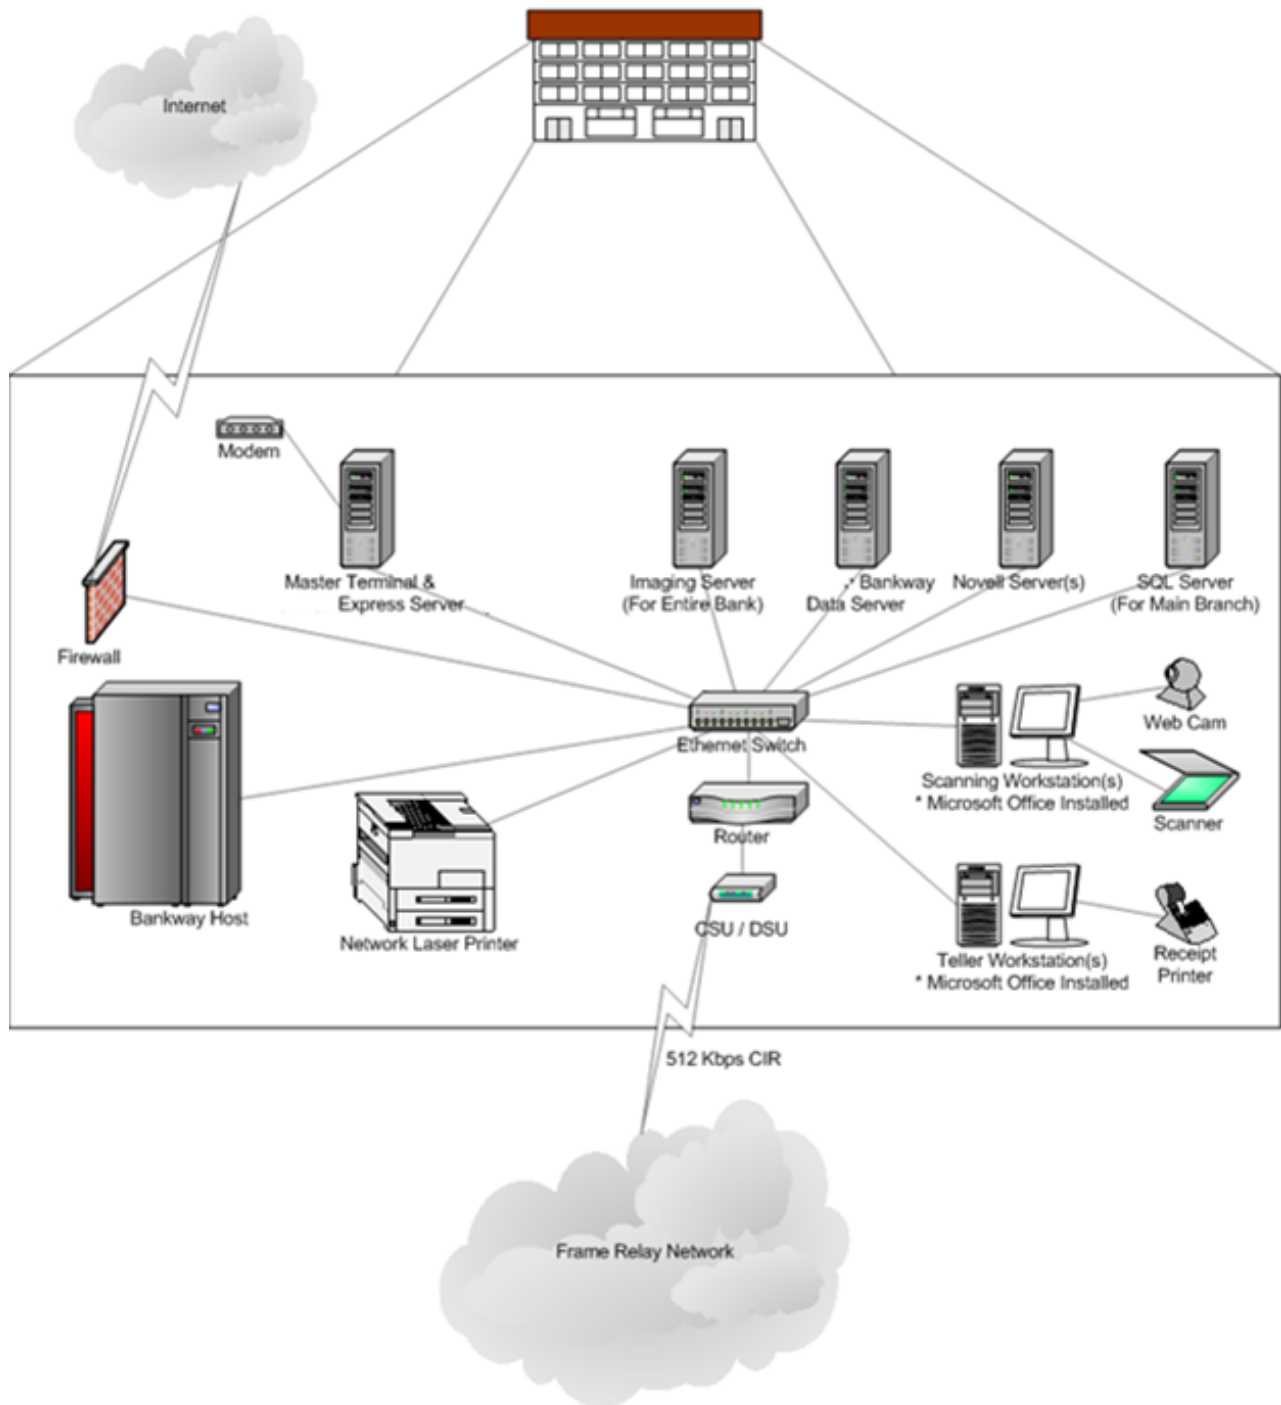 Internet
Modem
Master Terminal &
Express Server
Imaging Server
(For Entire Bank)
Bankway
Data Server
Novell Server(s)
SQL Server
(For Main Branch)
Firewall
Ethernet Switch
Web Cam
Scanning Workstation(s)
* Microsoft Office Installed
Scanner
Router
Bankway Host
Network Laser Printer
CSU / DSU
Teller Workstation(s)
* Microsoft Office Installed
Receipt
Printer
512 Kbps CIR
Frame Relay Network